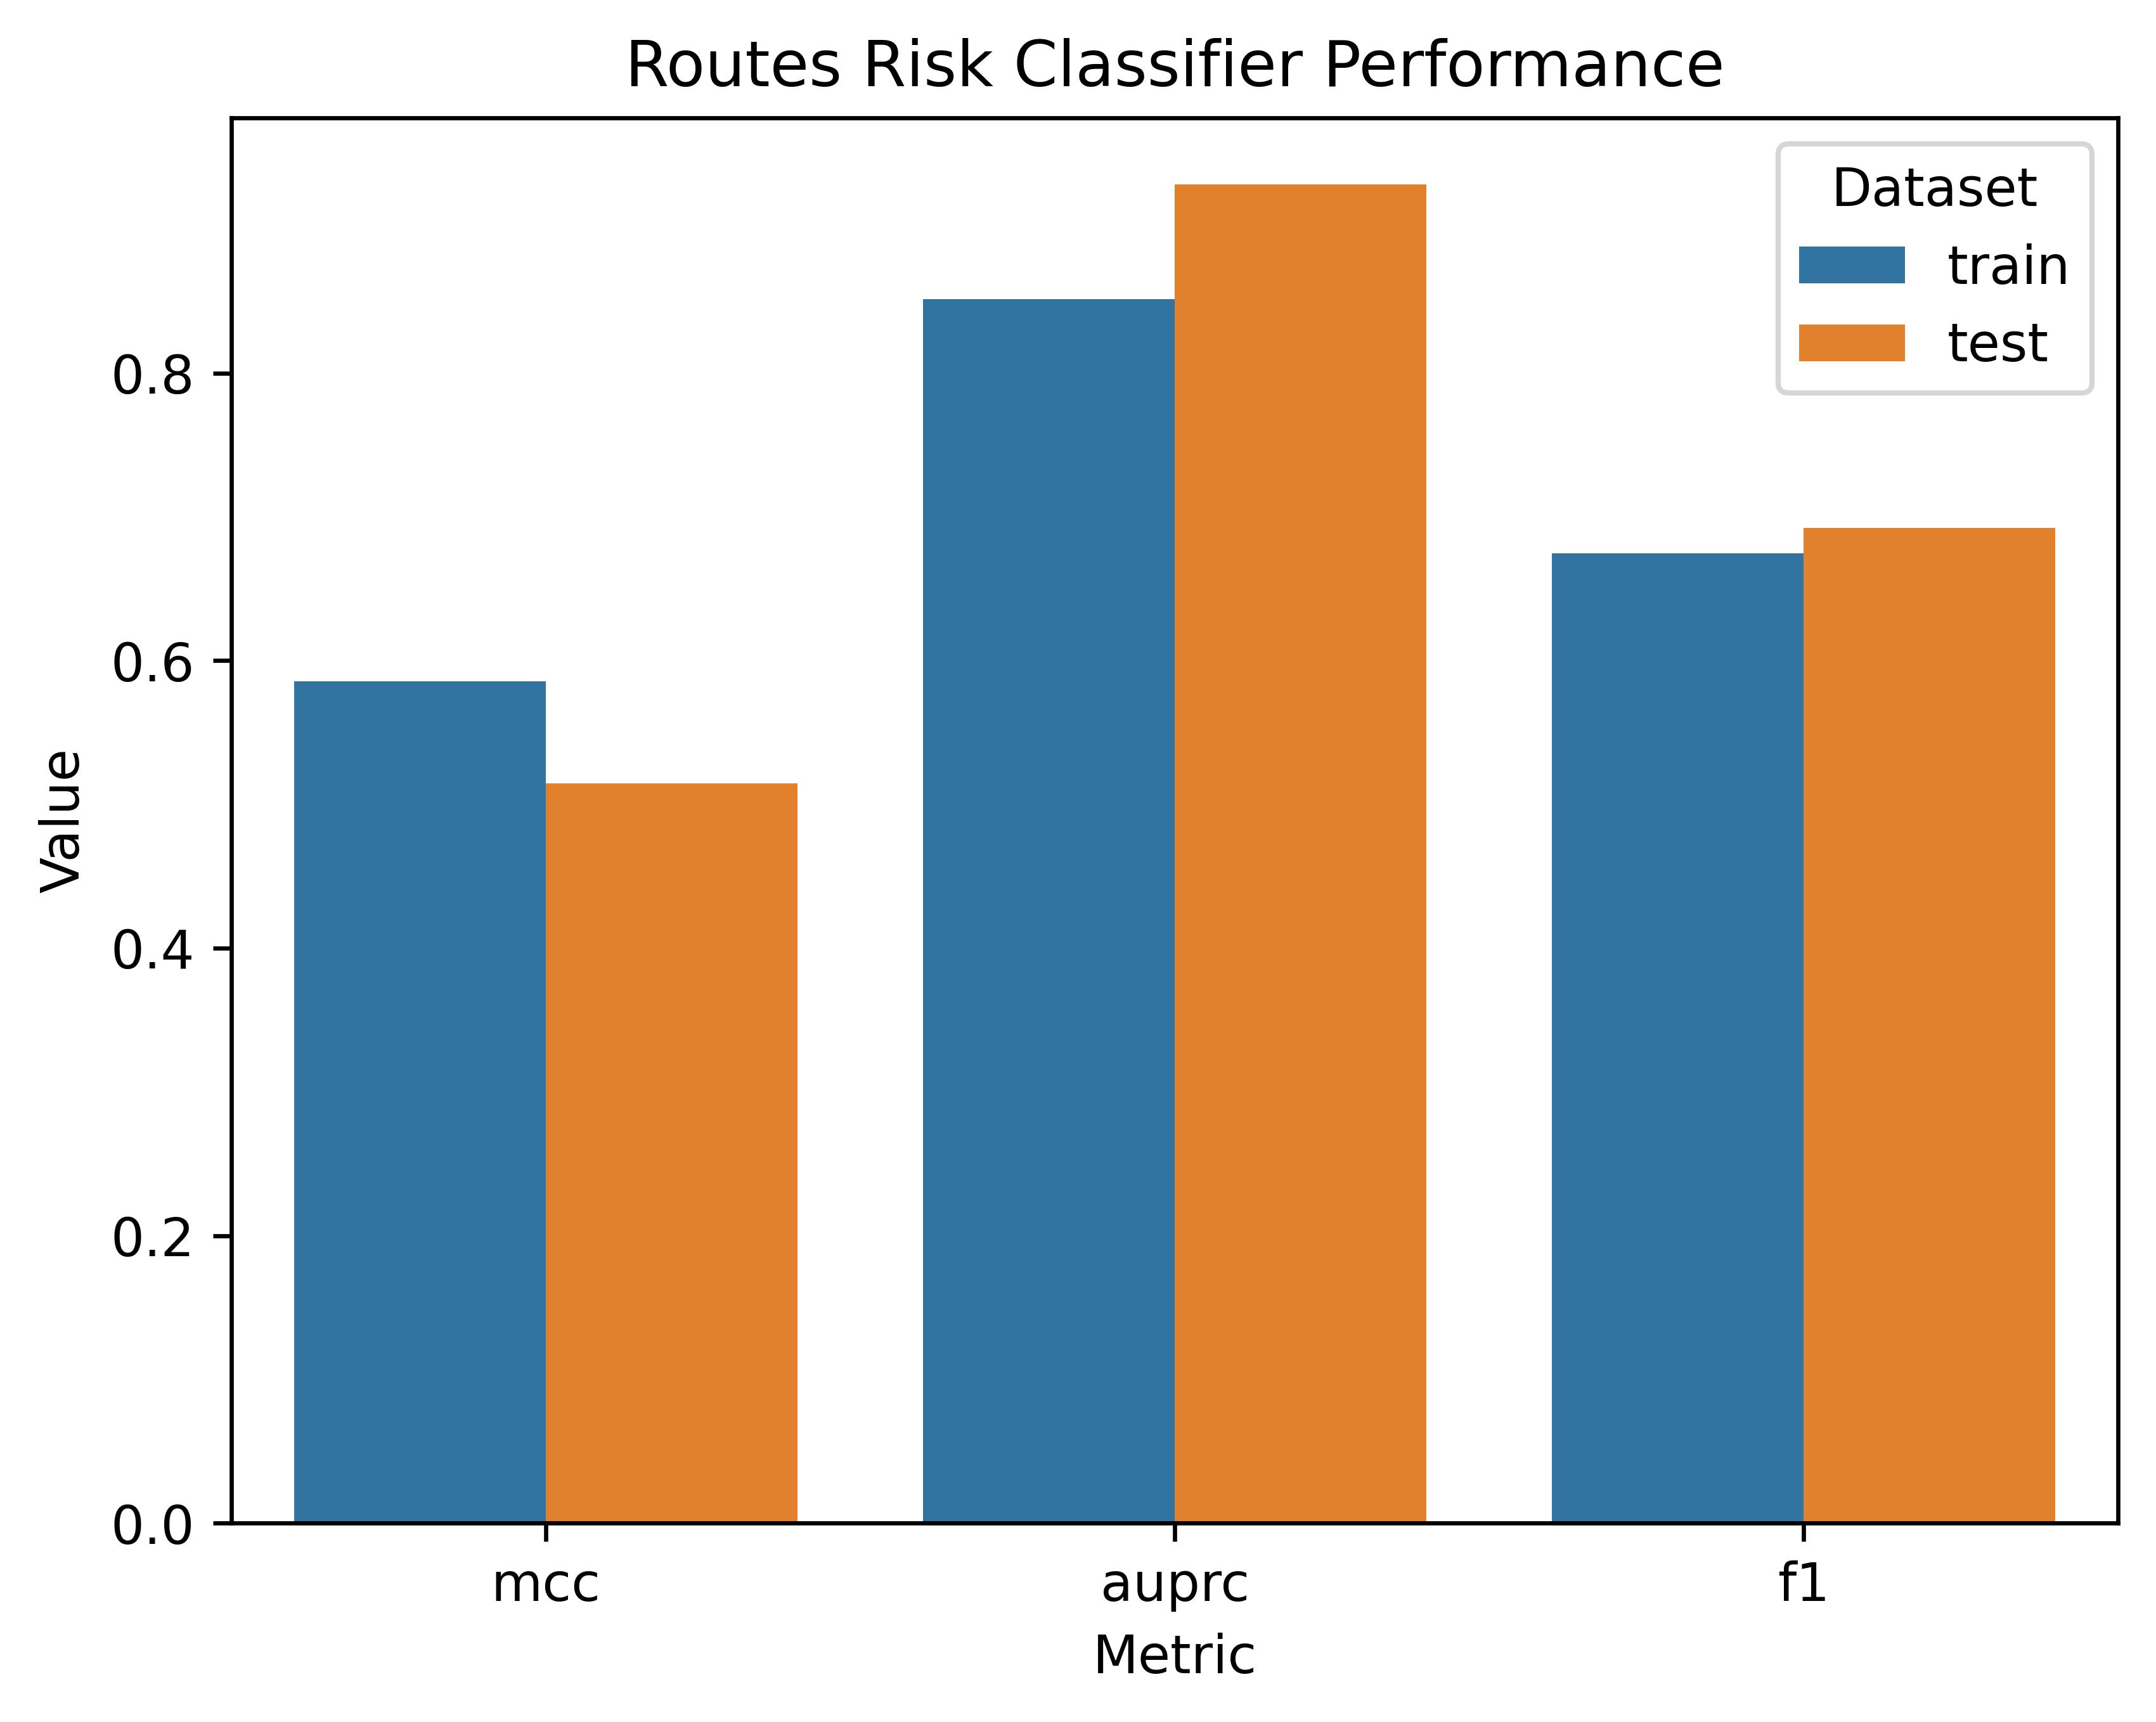 Routes Risk Classifier Performance
Dataset
train
test
0.8
0.6
0.4
0.2
0.0
Value
mcc
auprc
f1
Metric